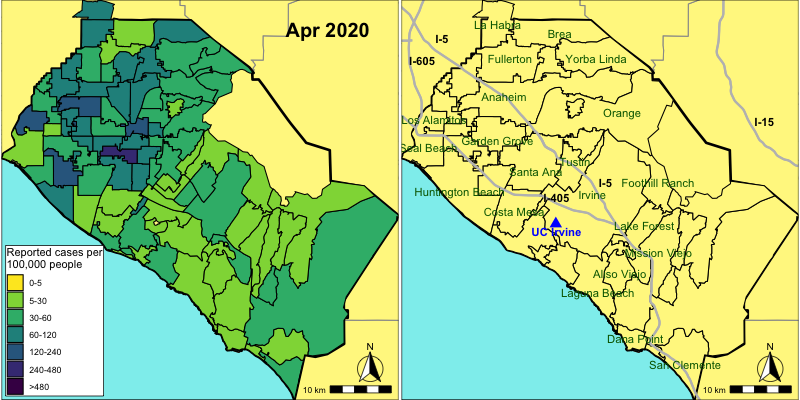 Apr 2020
Reported cases per
100,000 people
0-5
5-30
30-60
60-120
120-240
240-480
>480
N
10 km
La Habra
Brea
I-5
Fullerton
Yorba Linda
I-605
Anaheim
Orange
Los Alamitos
I-15
Garden Grove
Seal Beach
Tustin
Santa Ana
I-5
Foothill Ranch
Huntington Beach
Irvine
I-405
Costa Mesa
UC Irvine
Lake Forest
Mission Viejo
Aliso Viejo
Laguna Beach
Dana Point
San Clemente
N
10 km